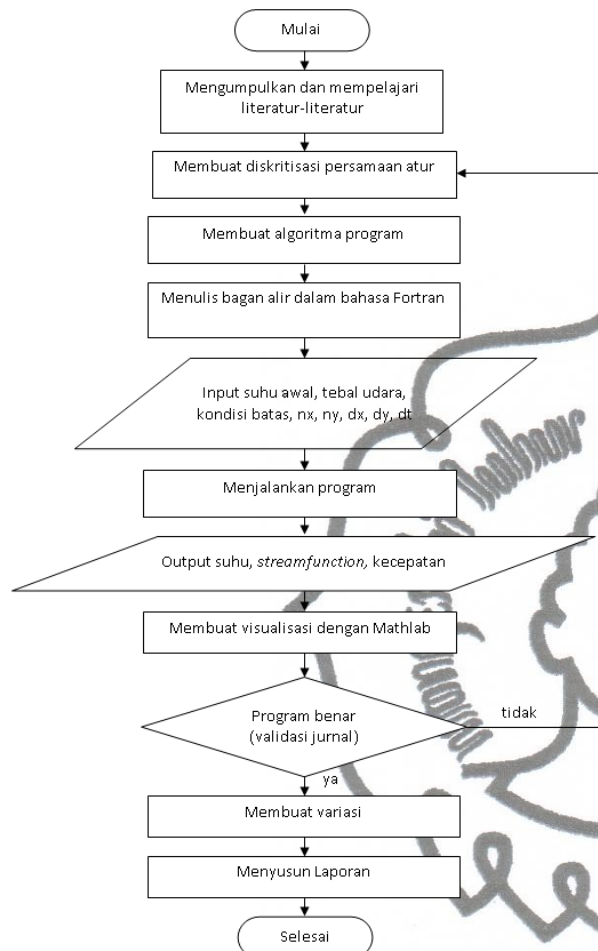 Mulai
Mengumpulkan dan mempelajari
literatur-literatur
Membuat diskritisasi persamaan atur
Membuat algoritma program
Menulis bagan alir dalam bahasa Fortran
Input suhu awal, tebal udara,
kondisi batas, nx, ny, dx, dy, dt
Menjalankan program
Output suhu, streamfunction, kecepatan
Membuat visualisasi dengan Mathlab
Program benar
(validasi jurnal)
tidak
ya
Membuat variasi
Menyusun Laporan
Selesai